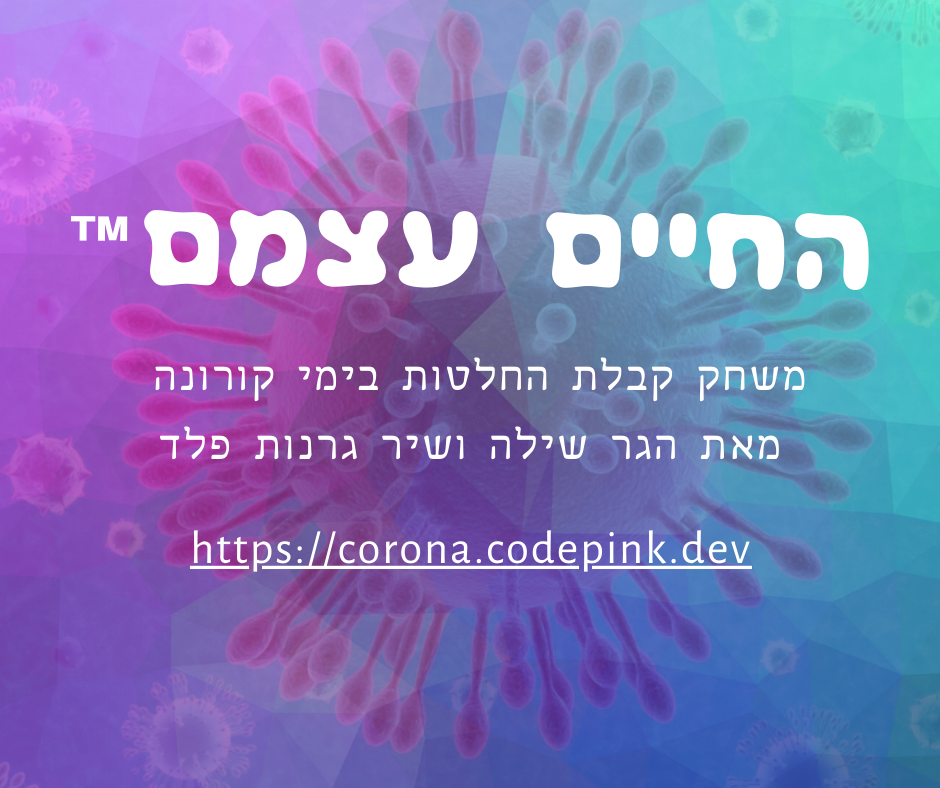 החיים עצמם™
משחק קבלת החלטות בימי קורונה
מאת הגר שילה ושיר גרנות פלד
https://corona.codepink.dev